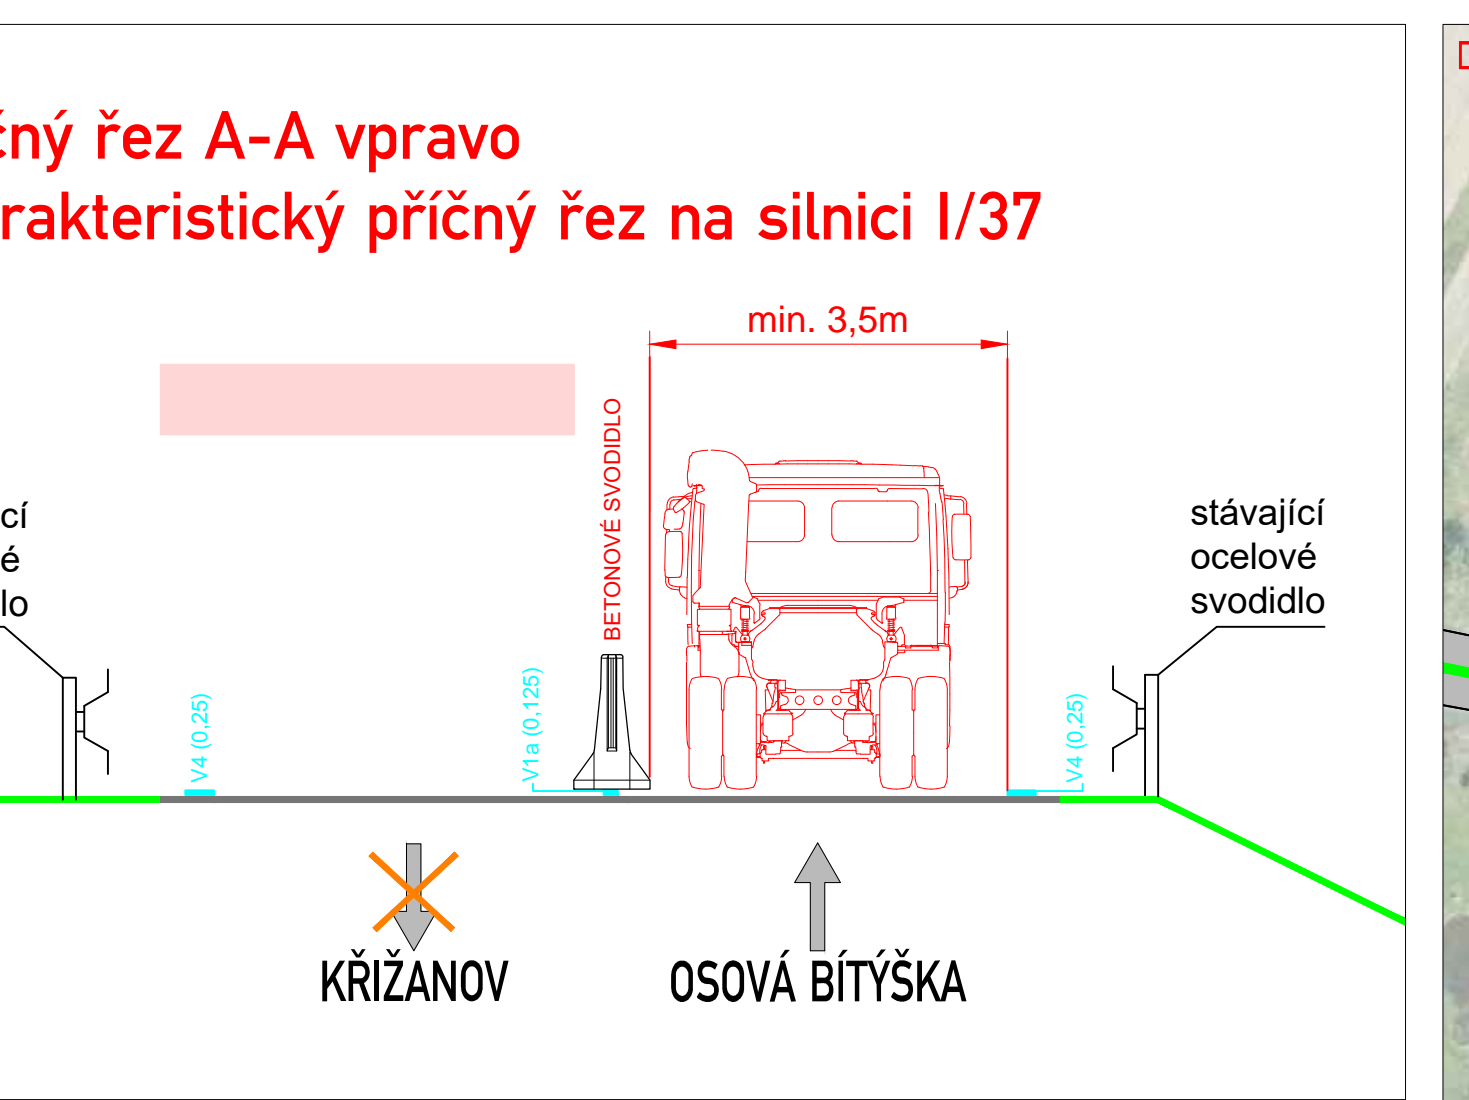 čný řez A-A vpravo
rakteristický příčný řez na silnici I/37
min. 3,5m
BETONOVÉ SVODIDLO
cí
é
lo
stávající
ocelové
svodidlo
V4 (0,25)
V1a (0,125)
V4 (0,25)
KŘIŽANOV
OSOVÁ BÍTÝŠKA